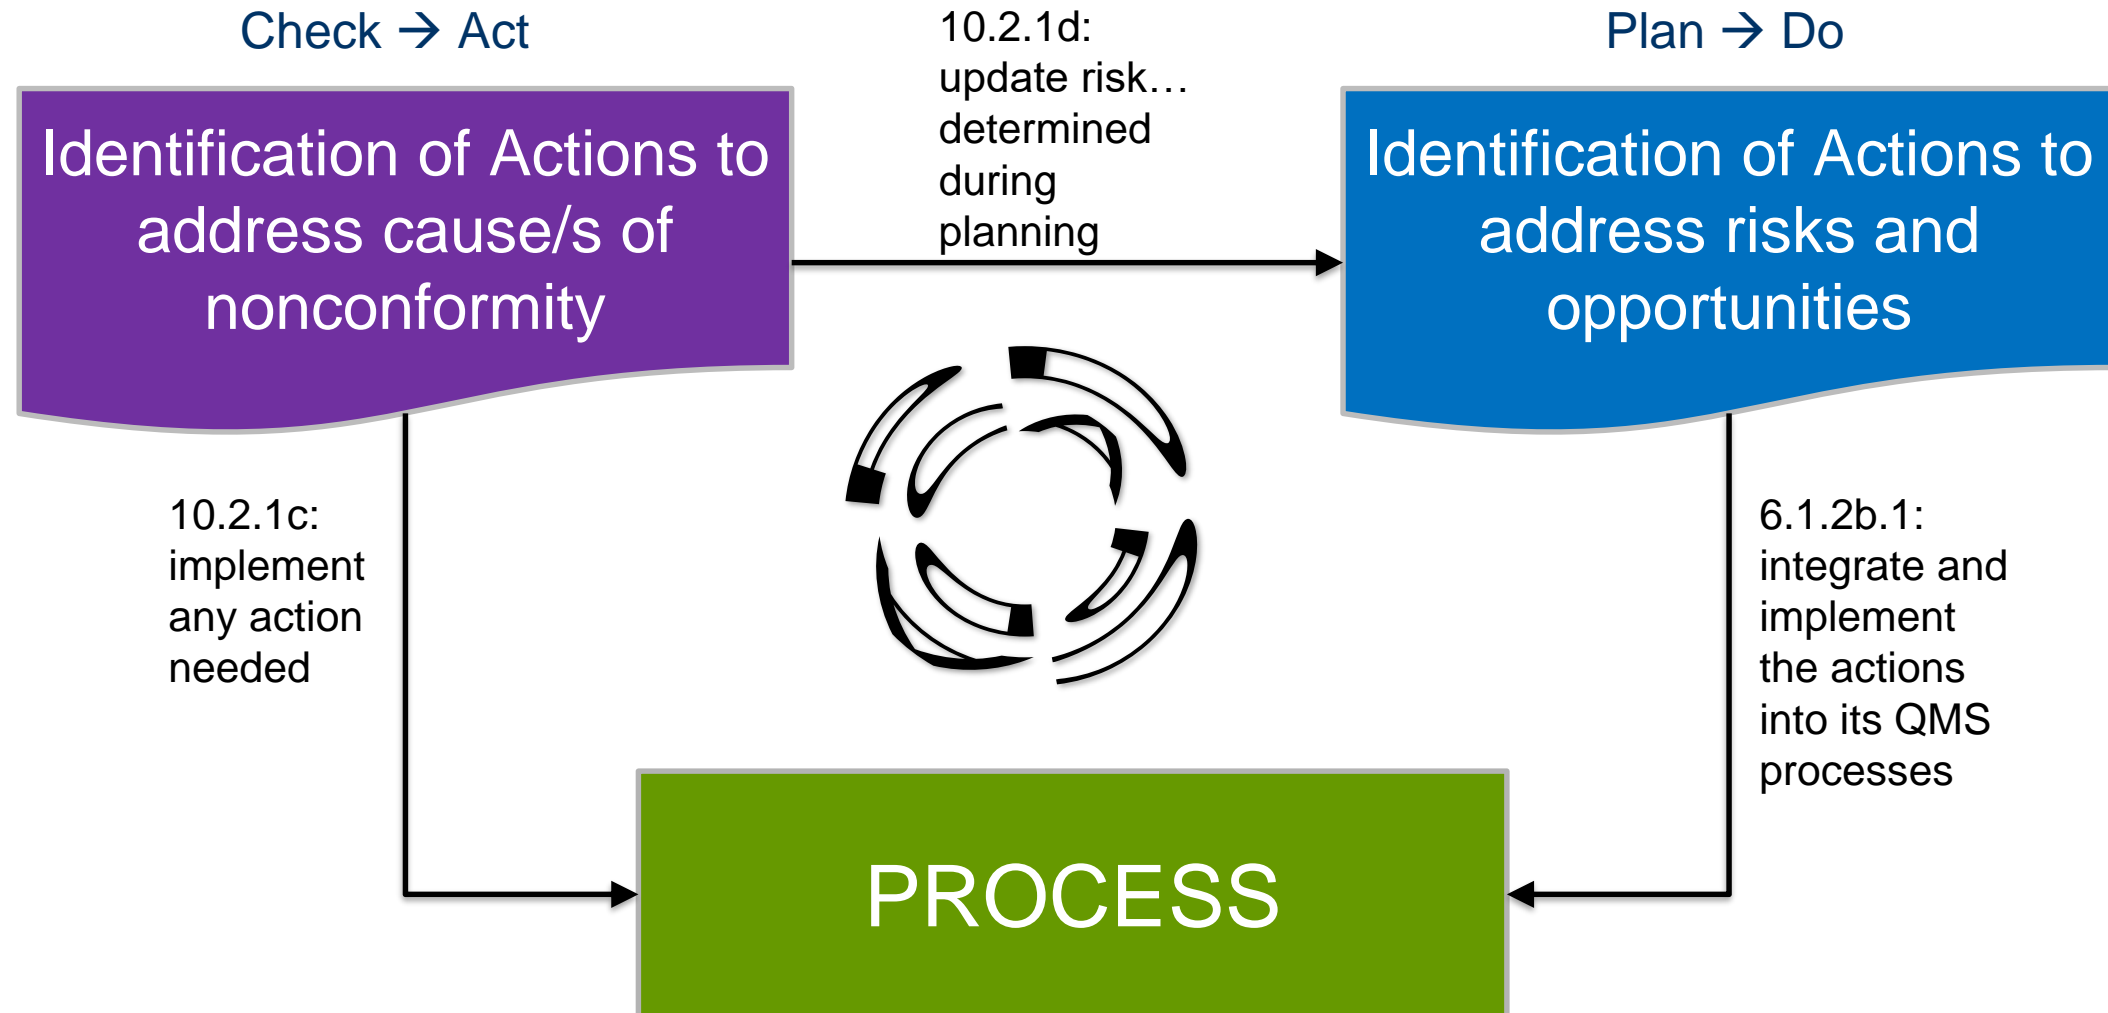 Check → Act
Identification of Actions to
address cause/s of
nonconformity
10.2.1d:
update risk…
determined
during
planning
Plan → Do
Identification of Actions to
address risks and
opportunities
10.2.1c:
implement
any action
needed
6.1.2b.1:
integrate and
implement
the actions
into its QMS
processes
PROCESS